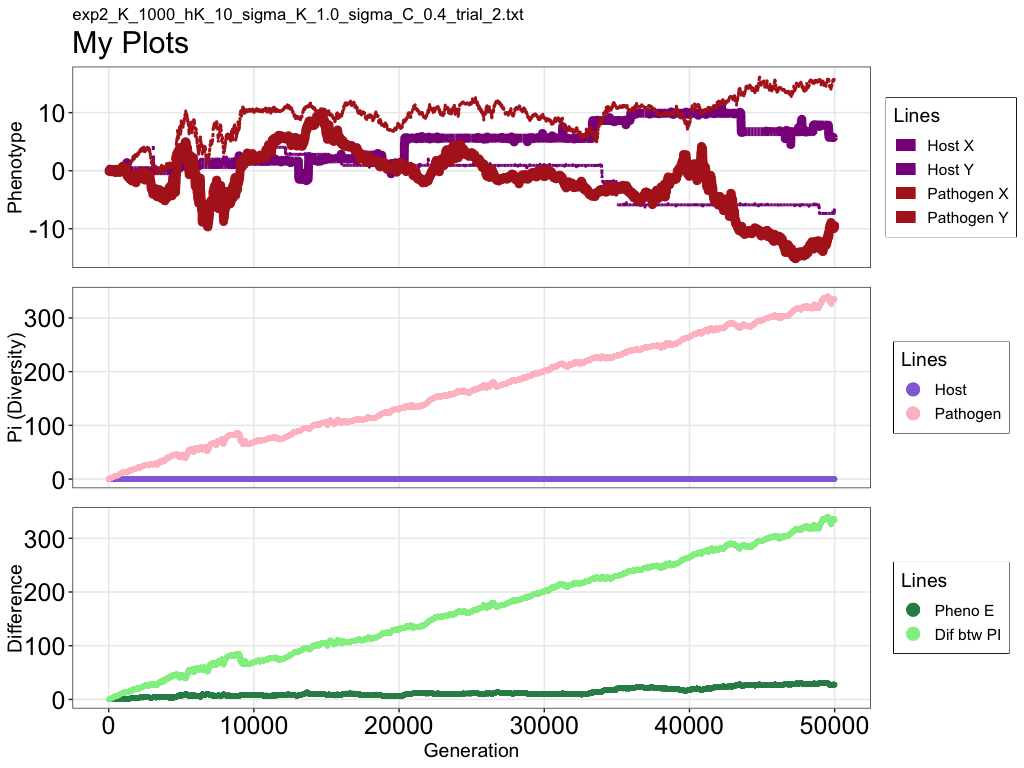 exp2_K_1000_hK_10_sigma_K_1.0_sigma_C_0.4_trial_2.txt
My Plots
Phenotype
10
0
-10
Lines
Host X
Host Y
Pathogen X
Pathogen Y
Pi (Diversity)
300
200
100
0
Lines
Host
Pathogen
Difference
300
200
100
0
Lines
Pheno E
Dif btw PI
0 10000 20000 30000 40000 50000
Generation